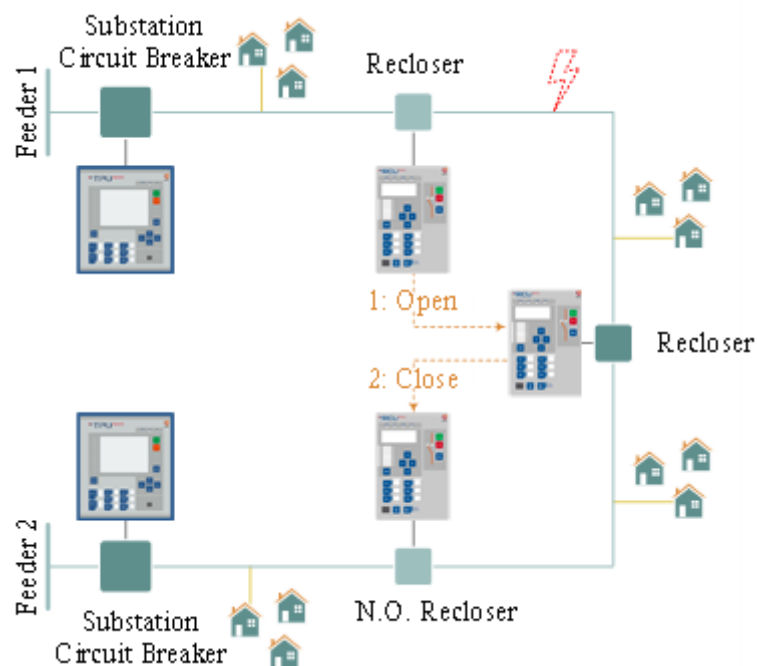 Substation
Circuit Breaker
Recloser
Feeder 1
1: Open
Recloser
2: Close
Feeder 2
N.O. Recloser
Substation
Circuit Breaker